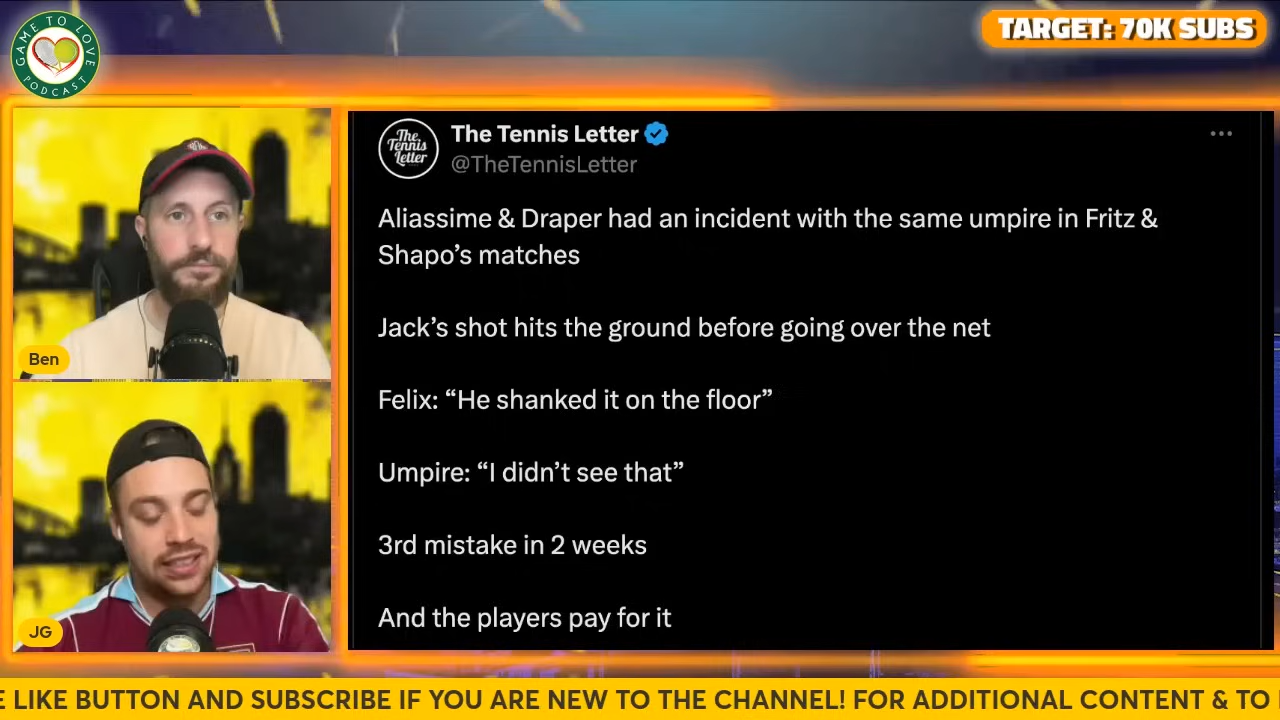 GAME TO LOVE
PODCAST
TARGET: 70K SUBS
The Tennis Letter
The Tennis Letter
@TheTennisLetter
Aliassime & Draper had an incident with the same umpire in Fritz &
Shapo’s matches
Jack’s shot hits the ground before going over the net
Felix: “He shanked it on the floor”
Umpire: “I didn’t see that”
3rd mistake in 2 weeks
And the players pay for it
Ben
JG
E LIKE BUTTON AND SUBSCRIBE IF YOU ARE NEW TO THE CHANNEL! FOR ADDITIONAL CONTENT & TO